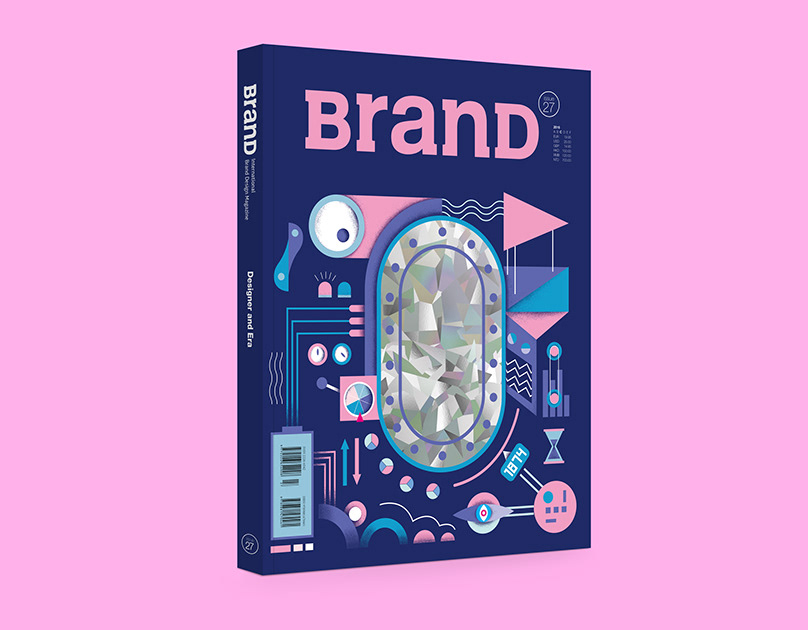 BranD
International
Brand Design Magazine
Designer and Era
27
BranD
ISSUE
27
1874